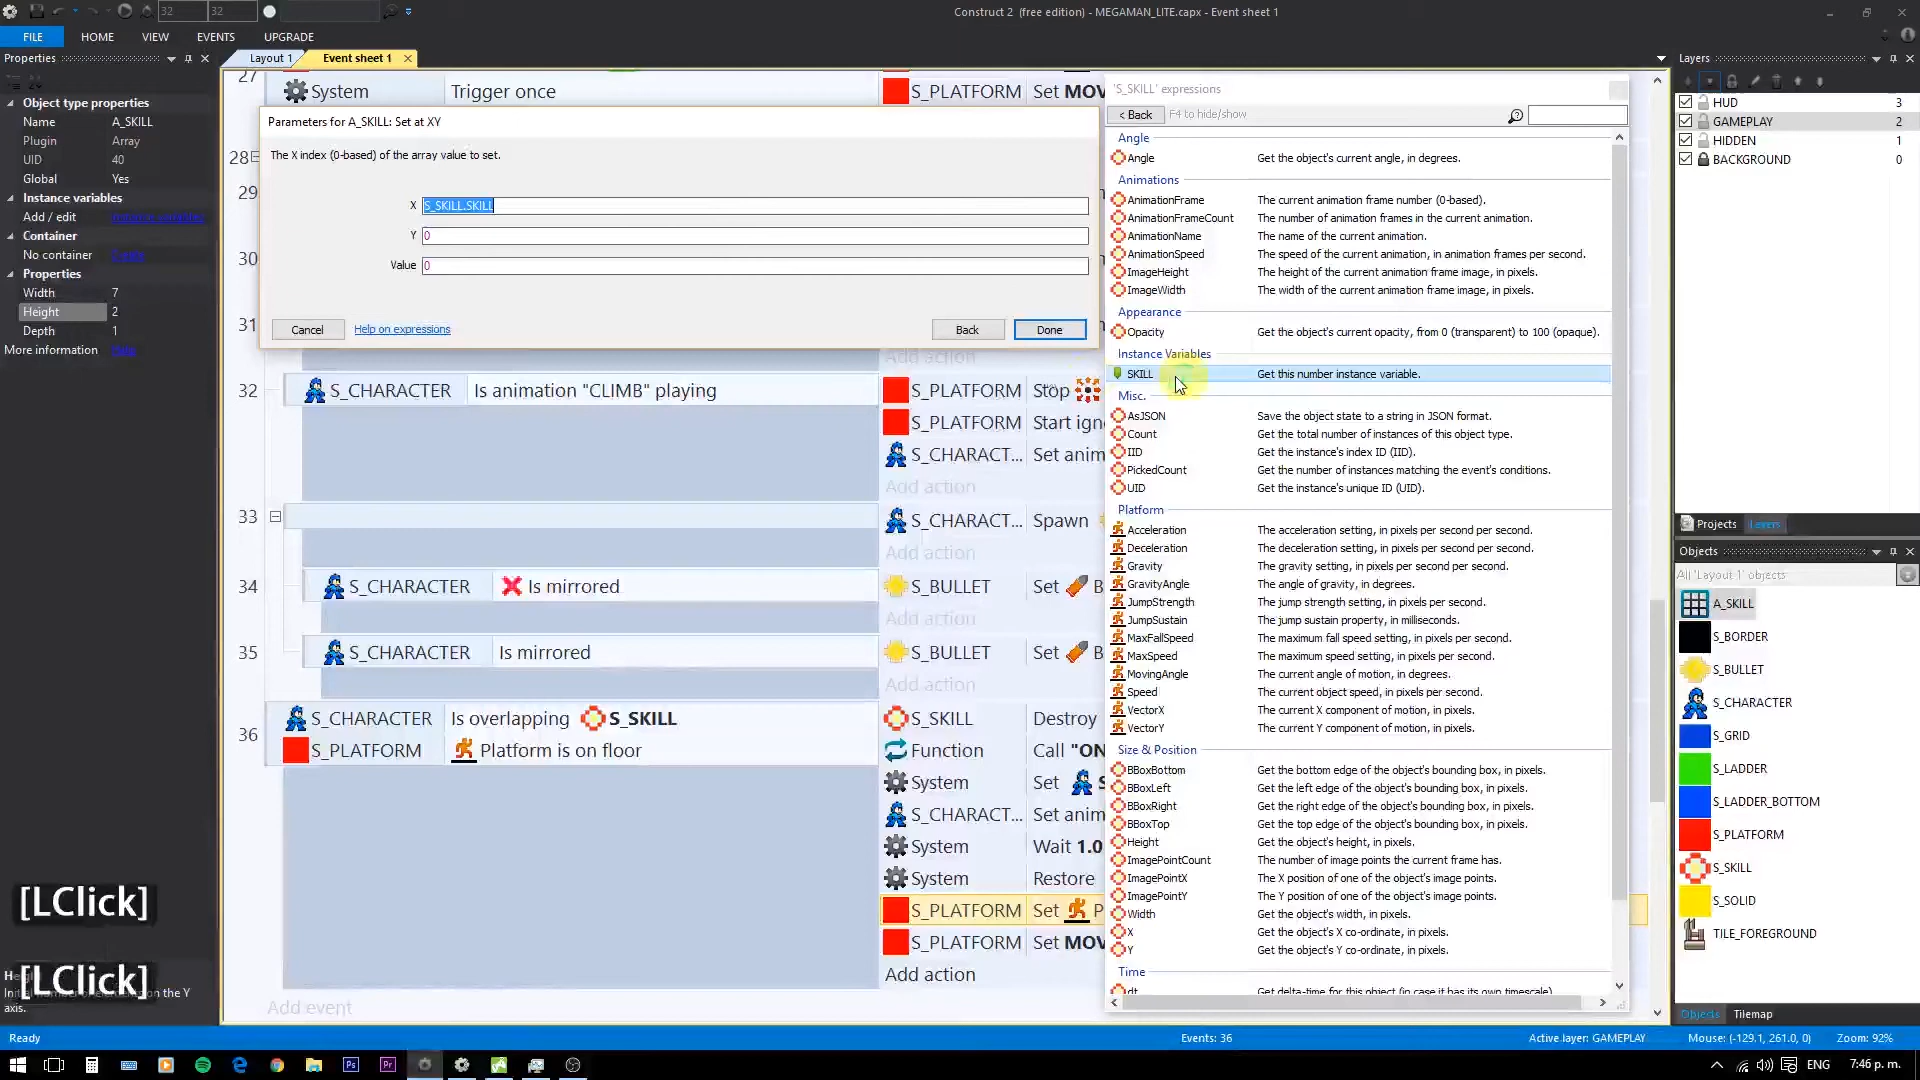 32
32
Construct 2 (free edition) - MEGAMAN_LITE.capx - Event sheet 1
FILE
HOME
VIEW
EVENTS
UPGRADE
Properties
Layout 1
Event sheet 1
Layers
Object type properties
Name A_SKILL
Plugin Array
UID 40
Global Yes
Instance variables
Add / edit
Container
No container
Properties
Width 7
Height 2
Depth 1
More information
27
System Trigger once
S_PLATFORM Set MOV
Parameters for A_SKILL: Set at XY
The X index (0-based) of the array value to set.
X S_SKILL.SKILL
Y 0
Value 0
Cancel
Help on expressions
Back
Done
28
29
30
31
Add action
32
S_CHARACTER Is animation "CLIMB" playing
S_PLATFORM Stop
S_PLATFORM Start ign
S_CHARACT... Set anim
Add action
33
S_CHARACT... Spawn
Add action
34
S_CHARACTER Is mirrored
S_BULLET Set B
Add action
35
S_CHARACTER Is mirrored
S_BULLET Set B
Add action
36
S_CHARACTER Is overlapping S_SKILL
S_PLATFORM Platform is on floor
S_SKILL Destroy
Function Call "ON
System Set S
S_CHARACT... Set anim
System Wait 1.0
System Restore
S_PLATFORM Set P
S_PLATFORM Set MOV
Add action
Add event
'S_SKILL' expressions
< Back
F4 to hide/show
Angle
Angle Get the object's current angle, in degrees.
Animations
AnimationFrame The current animation frame number (0-based).
AnimationFrameCount The number of animation frames in the current animation.
AnimationName The name of the current animation.
AnimationSpeed The speed of the current animation, in animation frames per second.
ImageHeight The height of the current animation frame image, in pixels.
ImageWidth The width of the current animation frame image, in pixels.
Appearance
Opacity Get the object's current opacity, from 0 (transparent) to 100 (opaque).
Instance Variables
SKILL Get this number instance variable.
Misc.
AsJSON Save the object state to a string in JSON format.
Count Get the total number of instances of this object type.
IID Get the instance's index ID (IID).
PickedCount Get the number of instances matching the event's conditions.
UID Get the instance's unique ID (UID).
Platform
Acceleration The acceleration setting, in pixels per second per second.
Deceleration The deceleration setting, in pixels per second per second.
Gravity The gravity setting, in pixels per second per second.
GravityAngle The angle of gravity, in degrees.
JumpStrength The jump strength setting, in pixels per second.
JumpSustain The jump sustain property, in milliseconds.
MaxFallSpeed The maximum fall speed setting, in pixels per second.
MaxSpeed The maximum speed setting, in pixels per second.
MovingAngle The current angle of motion, in degrees.
Speed The current object speed, in pixels per second.
VectorX The current X component of motion, in pixels.
VectorY The current Y component of motion, in pixels.
Size & Position
BBoxBottom Get the bottom edge of the object's bounding box, in pixels.
BBoxLeft Get the left edge of the object's bounding box, in pixels.
BBoxRight Get the right edge of the object's bounding box, in pixels.
BBoxTop Get the top edge of the object's bounding box, in pixels.
Height Get the object's height, in pixels.
ImagePointCount The number of image points the current frame has.
ImagePointX The X position of one of the object's image points.
ImagePointY The Y position of one of the object's image points.
Width Get the object's width, in pixels.
X Get the object's X co-ordinate, in pixels.
Y Get the object's Y co-ordinate, in pixels.
Time
dt Get delta-time for this object (in case it has its own timescale)
HUD 3
GAMEPLAY 2
HIDDEN 1
BACKGROUND 0
Projects
Layers
Objects
All 'Layout 1' objects
A_SKILL
S_BORDER
S_BULLET
S_CHARACTER
S_GRID
S_LADDER
S_LADDER_BOTTOM
S_PLATFORM
S_SKILL
S_SOLID
TILE_FOREGROUND
Objects
Tilemap
[LClick]
[LClick]
on the Y
axis.
Ready
Events: 36
Active layer: GAMEPLAY
Mouse: (-129.1, 261.0, 0)
Zoom: 92%
Ps
Pr
ENG
7:46 p. m.